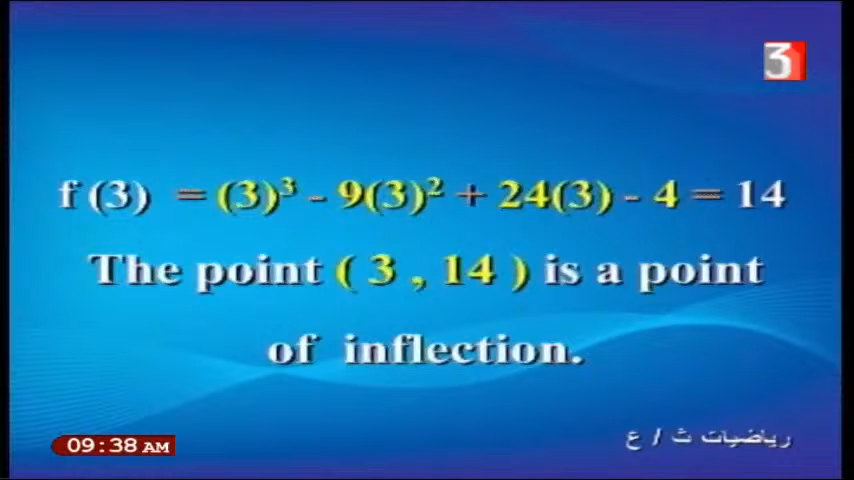 3
f (3) = (3)³ - 9(3)² + 24(3) - 4 = 14
The point ( 3 , 14 ) is a point
of inflection.
09:38 AM
رياضيات ث / ع